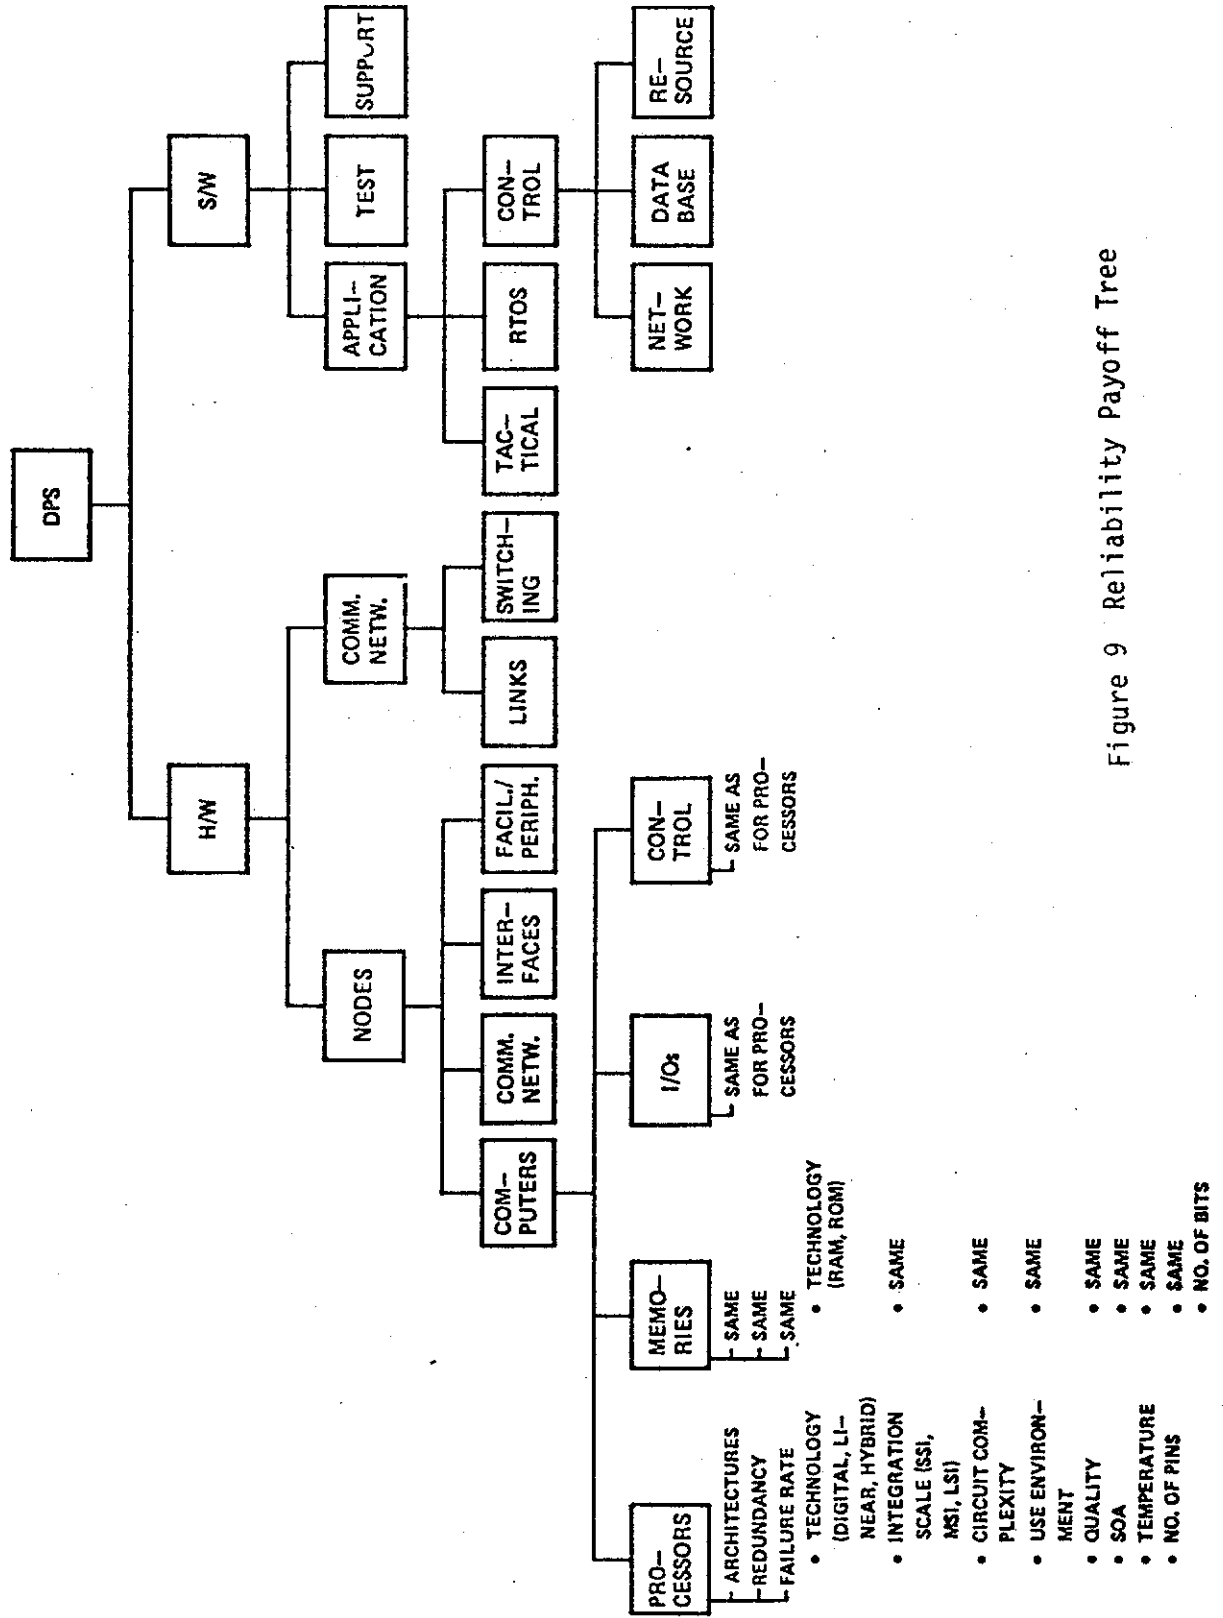 DPS
H/W
S/W
NODES
COMM.
NETW.
APPLI–
CATION
TEST
SUPPORT
COM–
PUTERS
COMM.
NETW.
INTER–
FACES
FACIL./
PERIPH.
LINKS
SWITCH–
ING
TAC–
TICAL
RTOS
CON–
TROL
PRO–
CESSORS
MEMO–
RIES
I/Os
CON–
TROL
NET–
WORK
DATA
BASE
RE–
SOURCE
ARCHITECTURES
REDUNDANCY
FAILURE RATE
• TECHNOLOGY
(DIGITAL, LI–
NEAR, HYBRID)
• INTEGRATION
SCALE (SSI,
MSI, LSI)
• CIRCUIT COM–
PLEXITY
• USE ENVIRON–
MENT
• QUALITY
• SOA
• TEMPERATURE
• NO. OF PINS
SAME
SAME
SAME
• TECHNOLOGY
(RAM, ROM)
• SAME
• SAME
• SAME
• SAME
• SAME
• SAME
• SAME
• NO. OF BITS
SAME AS
FOR PRO–
CESSORS
SAME AS
FOR PRO–
CESSORS
Figure 9 Reliability Payoff Tree